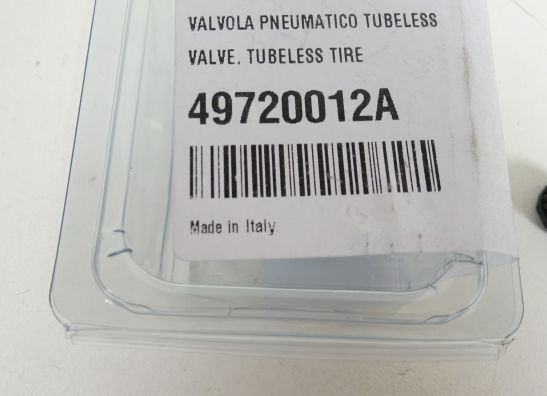 VALVOLA PNEUMATICO TUBELESS
VALVE, TUBELESS TIRE
49720012A
Made in Italy